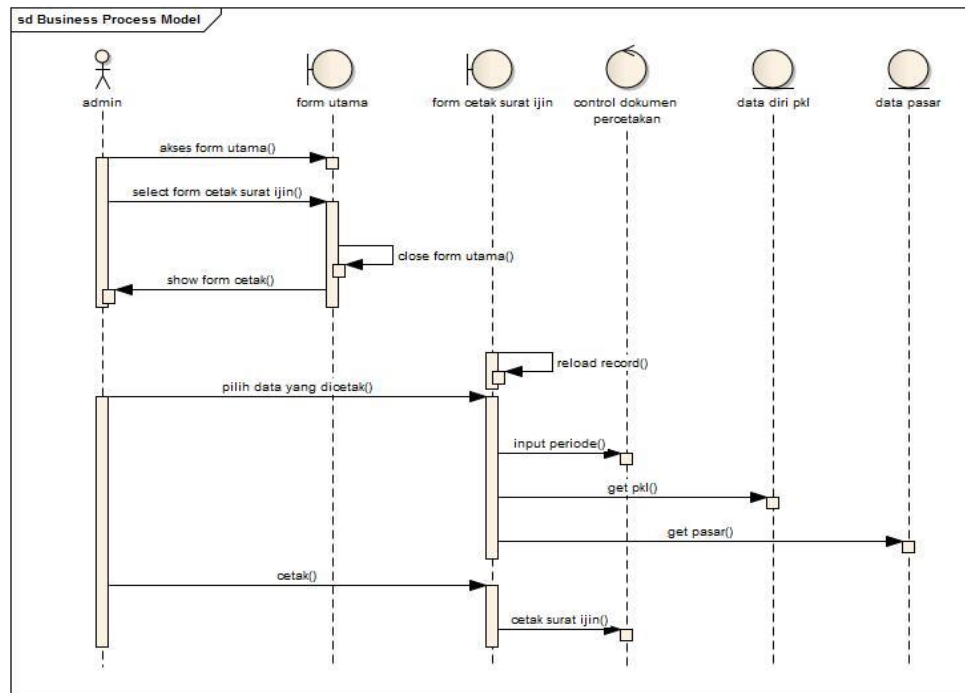 sd Business Process Model
admin
form utama
form cetak surat ijin
control dokumen
percetakan
data diri pkl
data pasar
akses form utama()
select form cetak surat ijin()
close form utama()
show form cetak()
reload record()
pilih data yang dicetak()
input periode()
get pkl()
get pasar()
cetak()
cetak surat ijin()